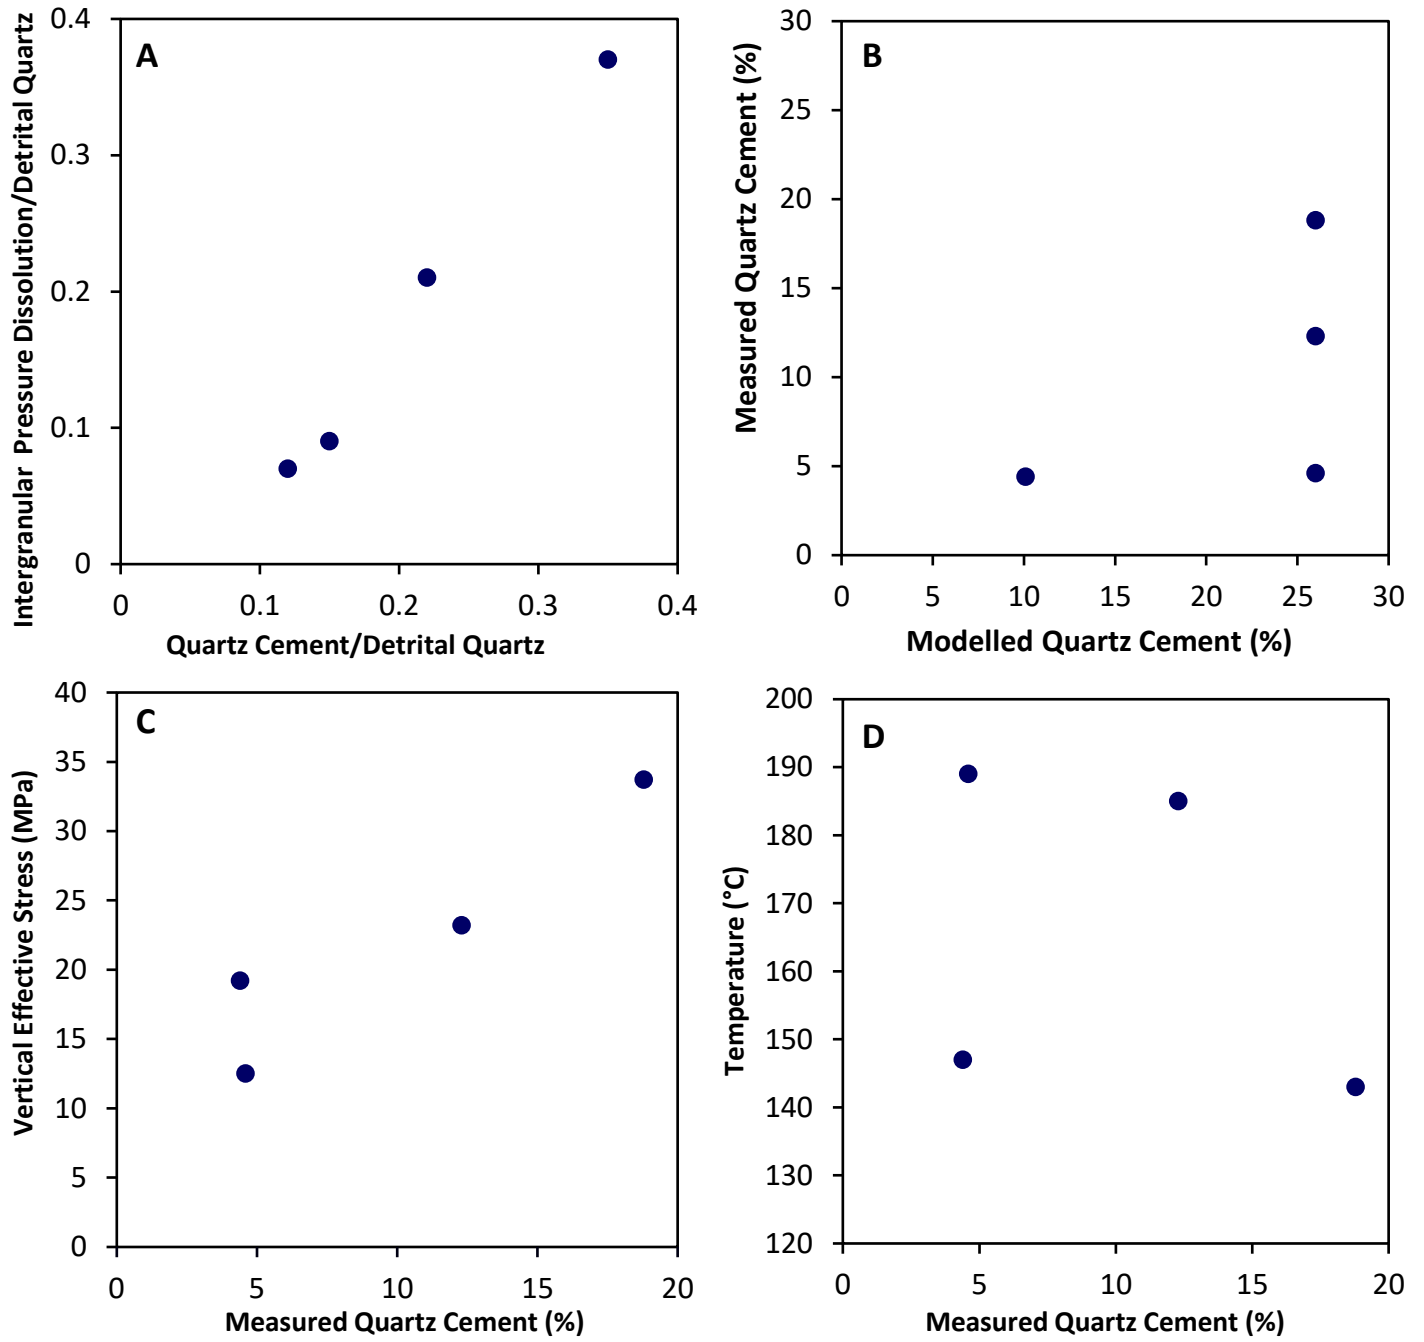 A
Intergranular Pressure Dissolution/Detrital Quartz
0.4
0.3
0.2
0.1
0
0 0.1 0.2 0.3 0.4
Quartz Cement/Detrital Quartz
B
Measured Quartz Cement (%)
30
25
20
15
10
5
0
0 5 10 15 20 25 30
Modelled Quartz Cement (%)
C
Vertical Effective Stress (MPa)
40
35
30
25
20
15
10
5
0
0 5 10 15 20
Measured Quartz Cement (%)
D
Temperature (°C)
200
190
180
170
160
150
140
130
120
0 5 10 15 20
Measured Quartz Cement (%)